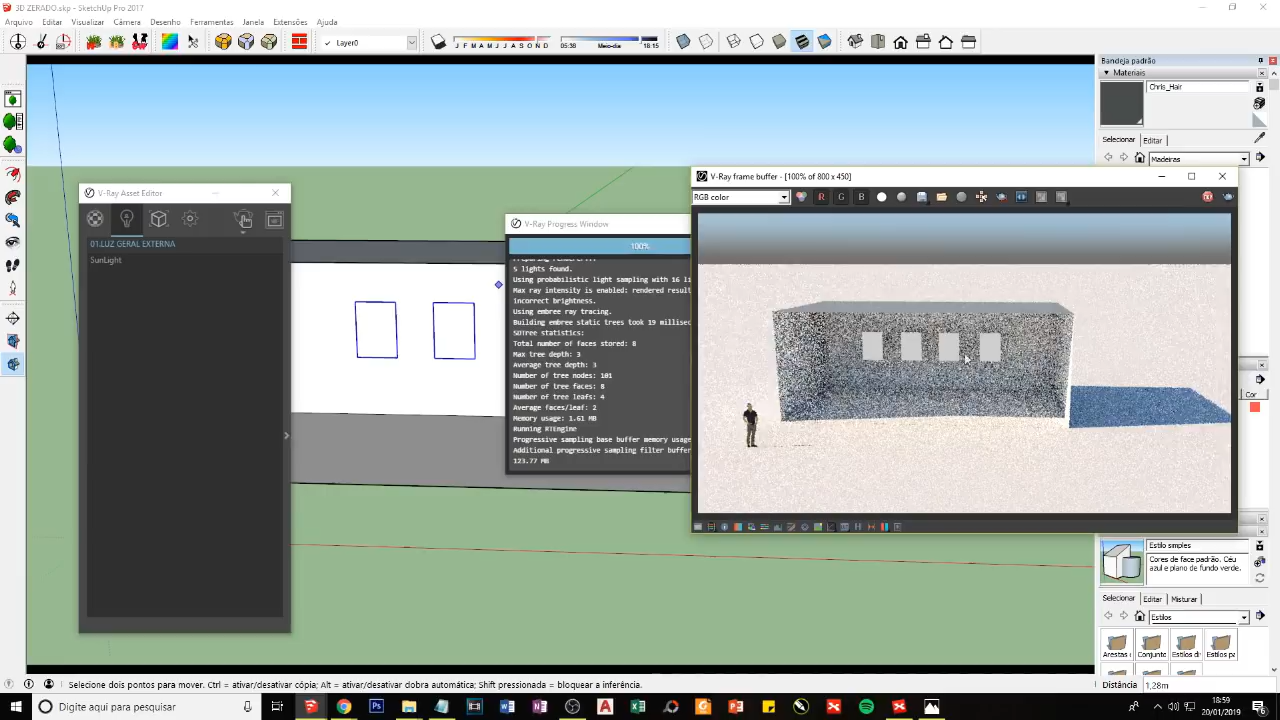 3D ZERADO.skp - SketchUp Pro 2017
Arquivo Editar Visualizar Câmera Desenho Ferramentas Janela Extensões Ajuda
Layer0
J F M A M J J A S O N D
05:38 Meio-dia 18:15
Bandeja padrão
Materiais
Chris_Hair
Selecionar Editar
Madeiras
V-Ray Asset Editor
01.LUZ GERAL EXTERNA
SunLight
V-Ray Progress Window
100%
5 lights found.
Using probabilistic light sampling with 16 li
Max ray intensity is enabled: rendered result
incorrect brightness.
Using embree ray tracing.
Building embree static trees took 19 millisec
SDTree statistics:
Total number of faces stored: 8
Max tree depth: 3
Average tree depth: 3
Number of tree nodes: 101
Number of tree faces: 8
Number of tree leafs: 4
Average faces/leaf: 2
Memory usage: 1.61 MB
Running RTEngine
Progressive sampling base buffer memory usage
Additional progressive sampling filter buffer
123.77 MB
V-Ray frame buffer - [100% of 800 x 450]
RGB color
R G B
Cor
Estilo simples
Cores de face padrão. Céu
azul e plano de fundo verde.
Selecionar Editar Misturar
Estilos
Arestas Conjunto Estilos di Estilos pa
Selecione dois pontos para mover. Ctrl = ativar/desativar cópia; Alt = ativar/desativar dobra automática; Shift pressionada = bloquear a inferência.
Distância 1,28m
Digite aqui para pesquisar
18:59
20/01/2019